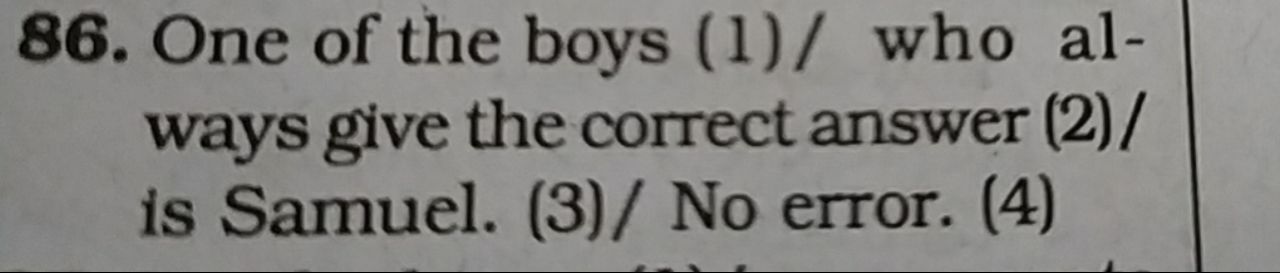 86. One of the boys (1)/ who al-
ways give the correct answer (2)/
is Samuel. (3)/ No error. (4)